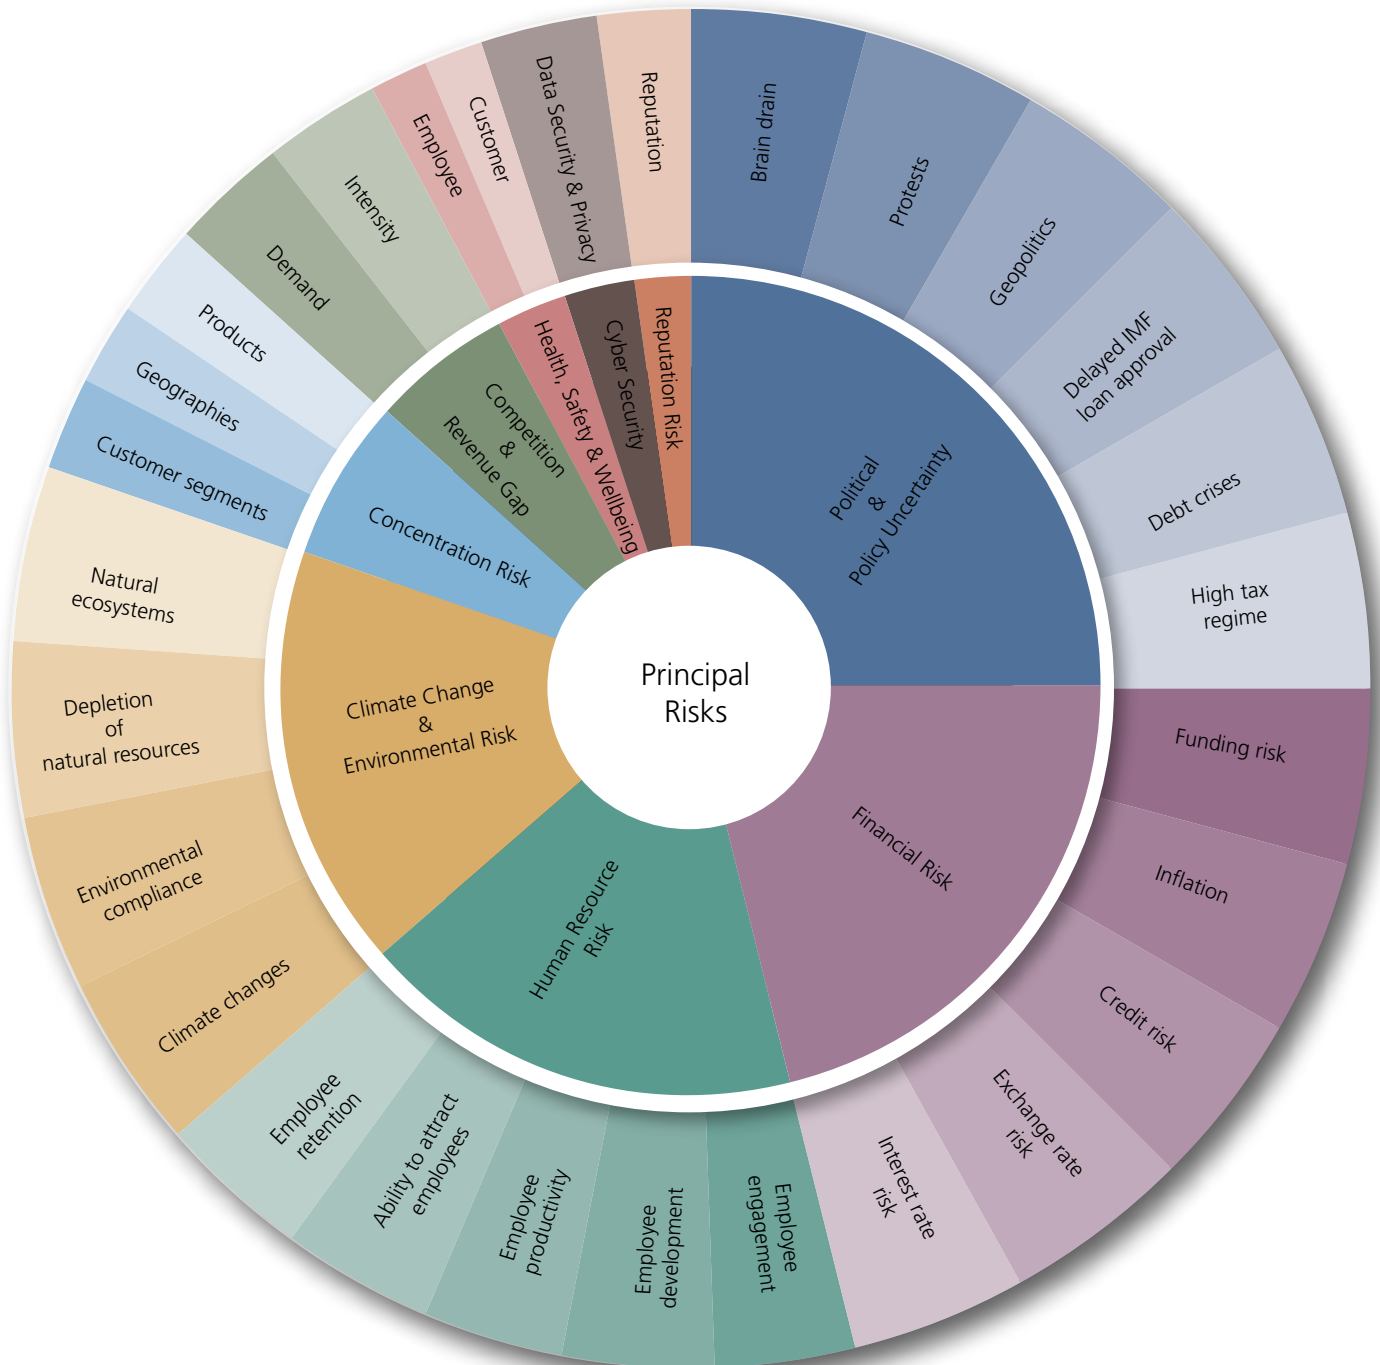 Principal
Risks
Political
&
Policy Uncertainty
Brain drain
Protests
Geopolitics
Delayed IMF
loan approval
Debt crises
High tax
regime
Financial Risk
Funding risk
Inflation
Credit risk
Exchange rate
risk
Interest rate
risk
Human Resource
Risk
Employee
engagement
Employee
development
Employee
productivity
Ability to attract
employees
Employee
retention
Climate Change
&
Environmental Risk
Climate changes
Environmental
compliance
Depletion
of
natural resources
Natural
ecosystems
Concentration Risk
Customer segments
Geographies
Products
Competition
&
Revenue Gap
Demand
Intensity
Health, Safety & Wellbeing
Employee
Customer
Cyber Security
Data Security & Privacy
Reputation Risk
Reputation